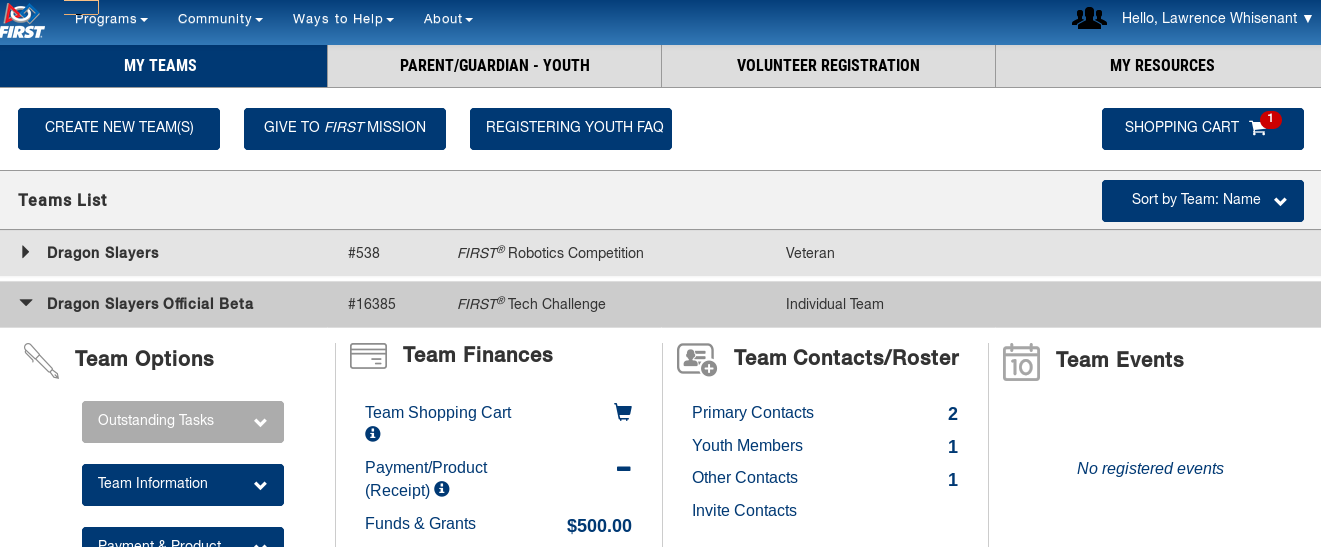 FIRST
Programs Community Ways to Help About Hello, Lawrence Whisenant ▼
MY TEAMS PARENT/GUARDIAN - YOUTH VOLUNTEER REGISTRATION MY RESOURCES
CREATE NEW TEAM(S) GIVE TO FIRST MISSION REGISTERING YOUTH FAQ SHOPPING CART 1
Teams List Sort by Team: Name
Dragon Slayers #538 FIRST® Robotics Competition Veteran
Dragon Slayers Official Beta #16385 FIRST® Tech Challenge Individual Team
Team Options
Outstanding Tasks
Team Information
Payment & Product
Team Finances
Team Shopping Cart
Payment/Product
(Receipt)
Funds & Grants $500.00
Team Contacts/Roster
Primary Contacts 2
Youth Members 1
Other Contacts 1
Invite Contacts
10 Team Events
No registered events